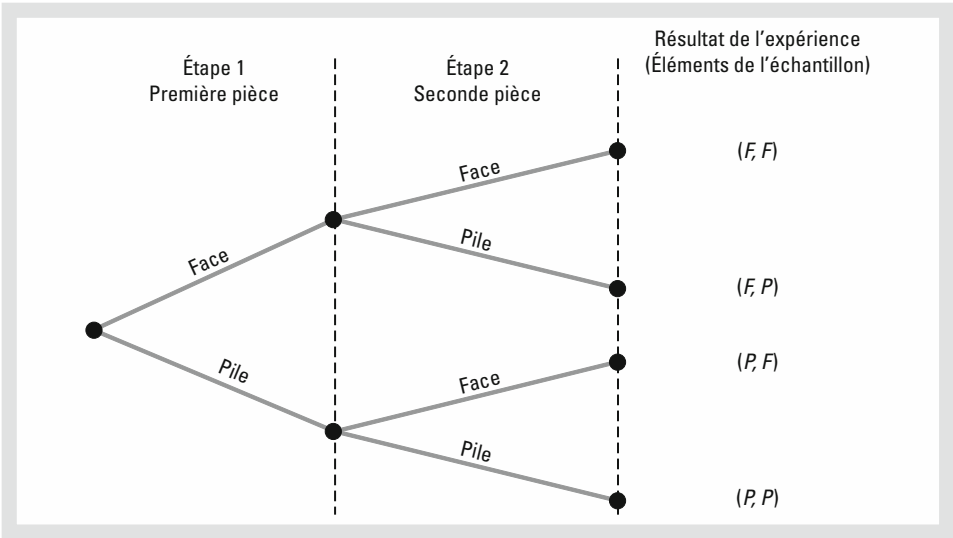 Étape 1
Première pièce
Étape 2
Seconde pièce
Résultat de l'expérience
(Éléments de l'échantillon)
Face
Pile
Face
Pile
Face
Pile
(F, F)
(F, P)
(P, F)
(P, P)